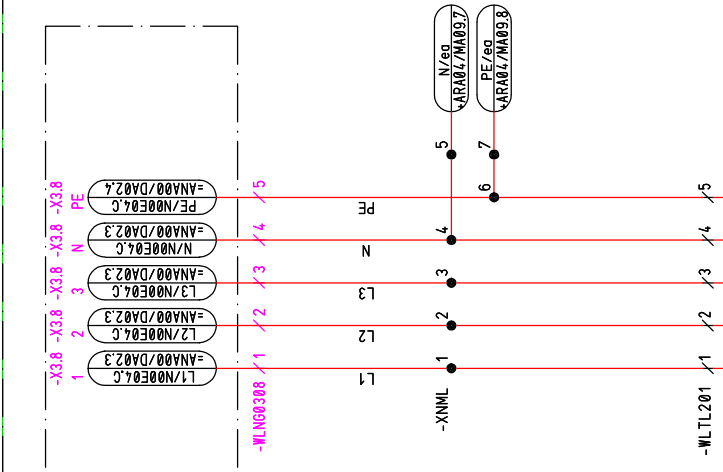 N/ea
+ARA04/MA09.7
PE/ea
+ARA04/MA09.8
5
7
-X3.8
PE
=ANA00/DA02.4
PE/N00E04.C
5
PE
6
5
-X3.8
N
=ANA00/DA02.3
N/N00E04.C
4
N
4
4
-X3.8
3
=ANA00/DA02.3
L3/N00E04.C
3
L3
3
3
-X3.8
2
=ANA00/DA02.3
L2/N00E04.C
2
L2
2
2
-X3.8
1
=ANA00/DA02.3
L1/N00E04.C
1
L1
1
1
-WLNG0308
-XNML
-WLTL201